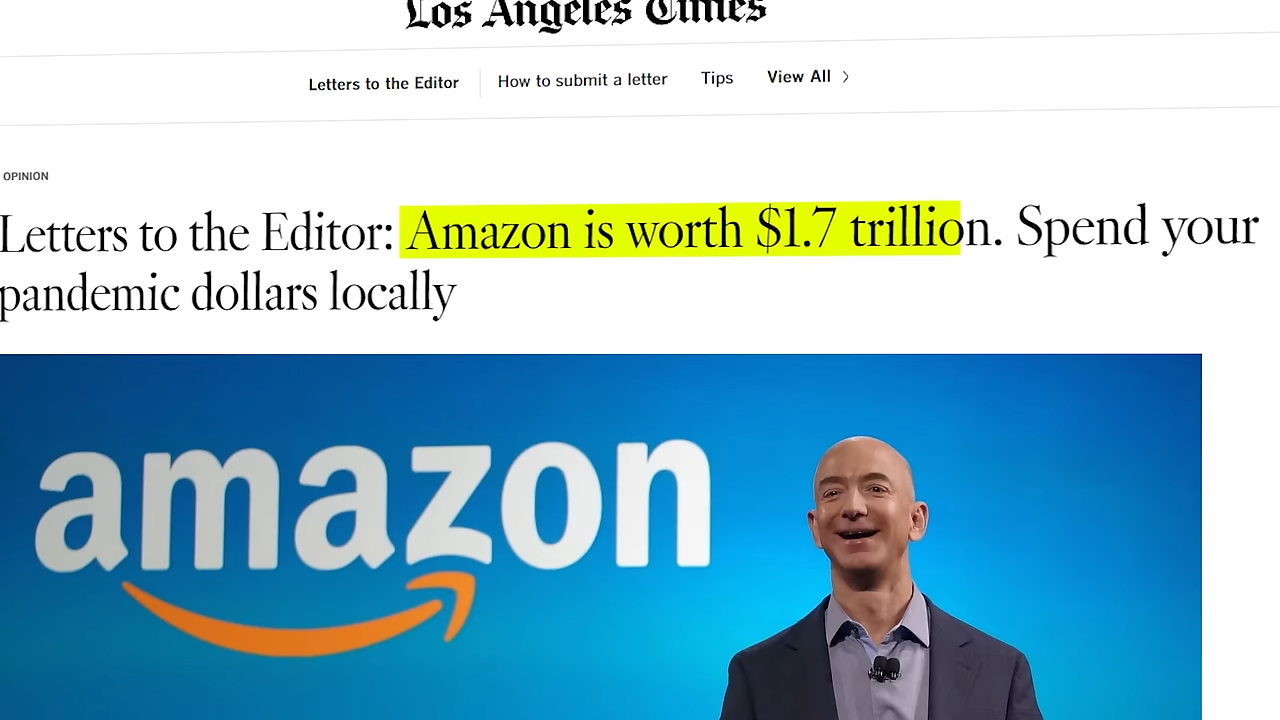 Los Angeles Times
Letters to the Editor
How to submit a letter
Tips
View All
OPINION
Letters to the Editor: Amazon is worth $1.7 trillion. Spend your
pandemic dollars locally
amazon